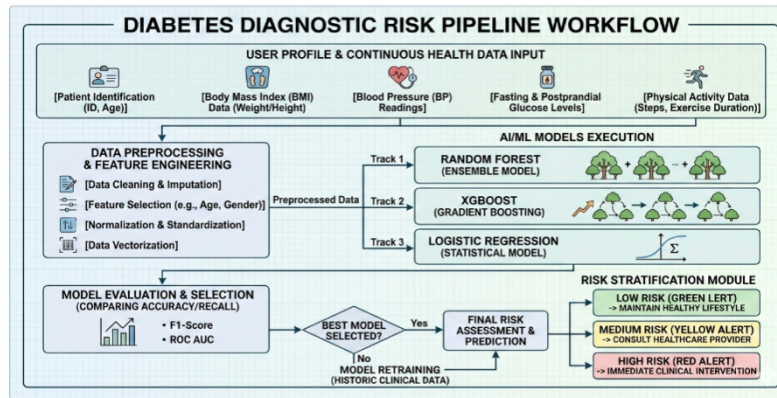 DIABETES DIAGNOSTIC RISK PIPELINE WORKFLOW
USER PROFILE & CONTINUOUS HEALTH DATA INPUT
[Patient Identification
(ID, Age)]
[Body Mass Index (BMI)
Data (Weight/Height)
[Blood Pressure (BP)
Readings]
[Fasting & Postprandial
Glucose Levels]
[Physical Activity Data
(Steps, Exercise Duration)]
DATA PREPROCESSING
& FEATURE ENGINEERING
[Data Cleaning & Imputation]
[Feature Selection (e.g., Age, Gender)]
[Normalization & Standardization]
[Data Vectorization]
Preprocessed Data
AI/ML MODELS EXECUTION
Track 1
RANDOM FOREST
(ENSEMBLE MODEL)
+
+
...
+
Track 2
XGBOOST
(GRADIENT BOOSTING)
Track 3
LOGISTIC REGRESSION
(STATISTICAL MODEL)
Σ
MODEL EVALUATION & SELECTION
(COMPARING ACCURACY/RECALL)
• F1-Score
• ROC AUC
BEST MODEL
SELECTED?
Yes
No
MODEL RETRAINING
(HISTORIC CLINICAL DATA)
FINAL RISK
ASSESSMENT &
PREDICTION
RISK STRATIFICATION MODULE
LOW RISK (GREEN LERT)
-> MAINTAIN HEALTHY LIFESTYLE
MEDIUM RISK (YELLOW ALERT)
-> CONSULT HEALTHCARE PROVIDER
HIGH RISK (RED ALERT)
-> IMMEDIATE CLINICAL INTERVENTION